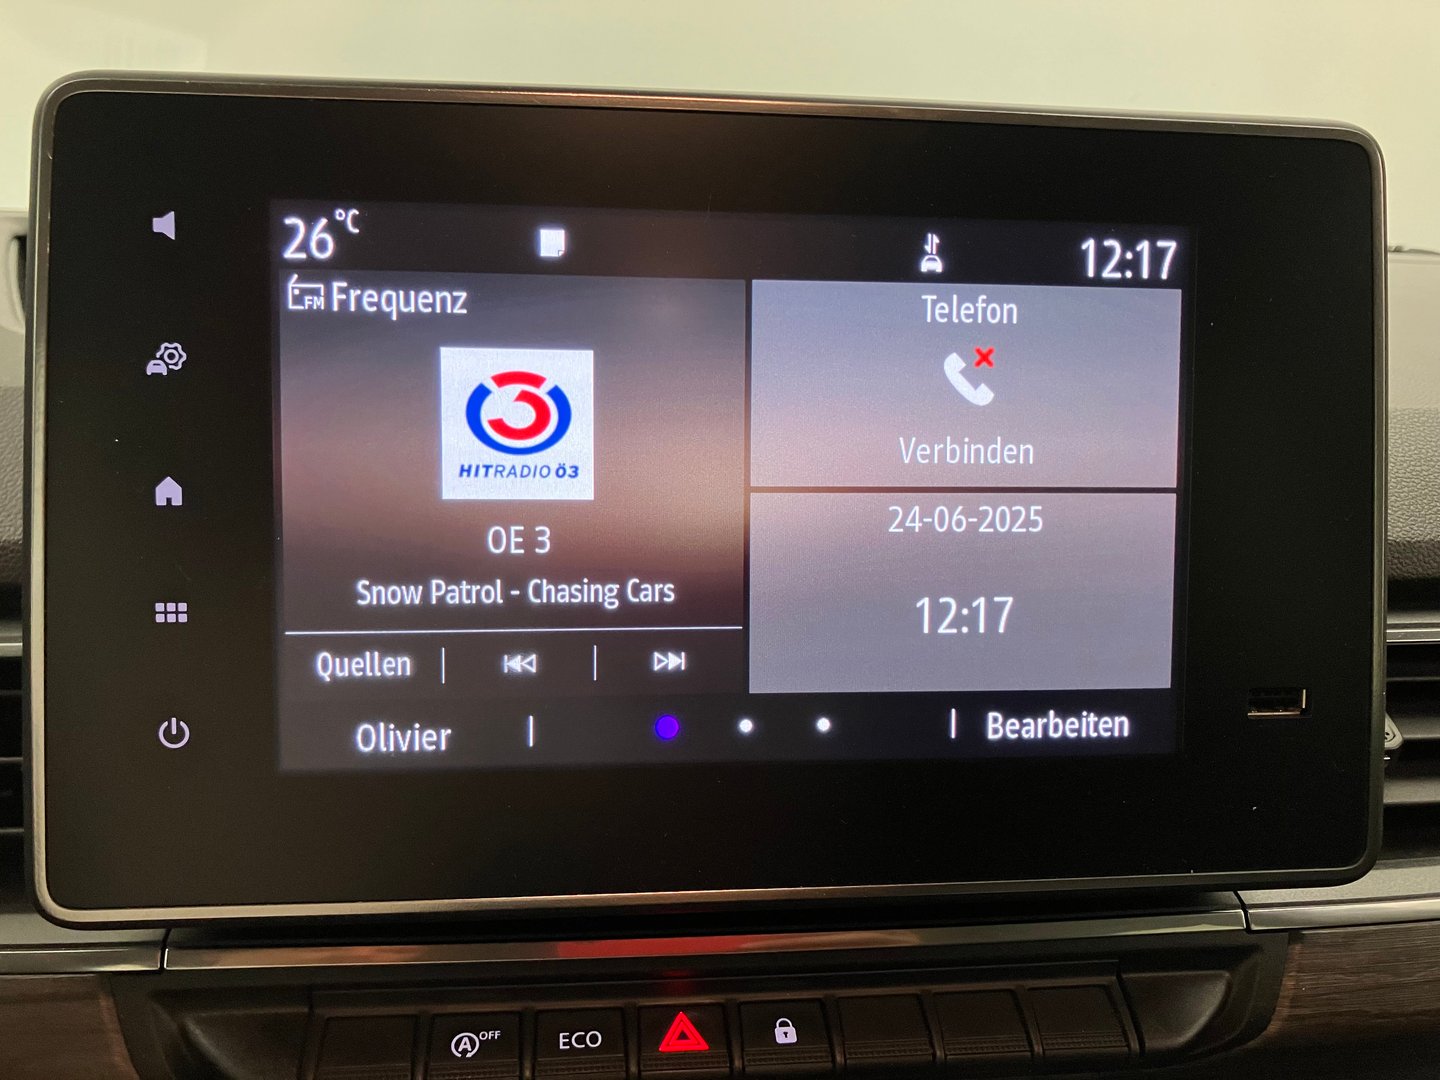 26°C
12:17
FM Frequenz
3
HITRADIO Ö3
OE 3
Snow Patrol - Chasing Cars
Quellen
Telefon
Verbinden
24-06-2025
12:17
Olivier
Bearbeiten
A OFF
ECO